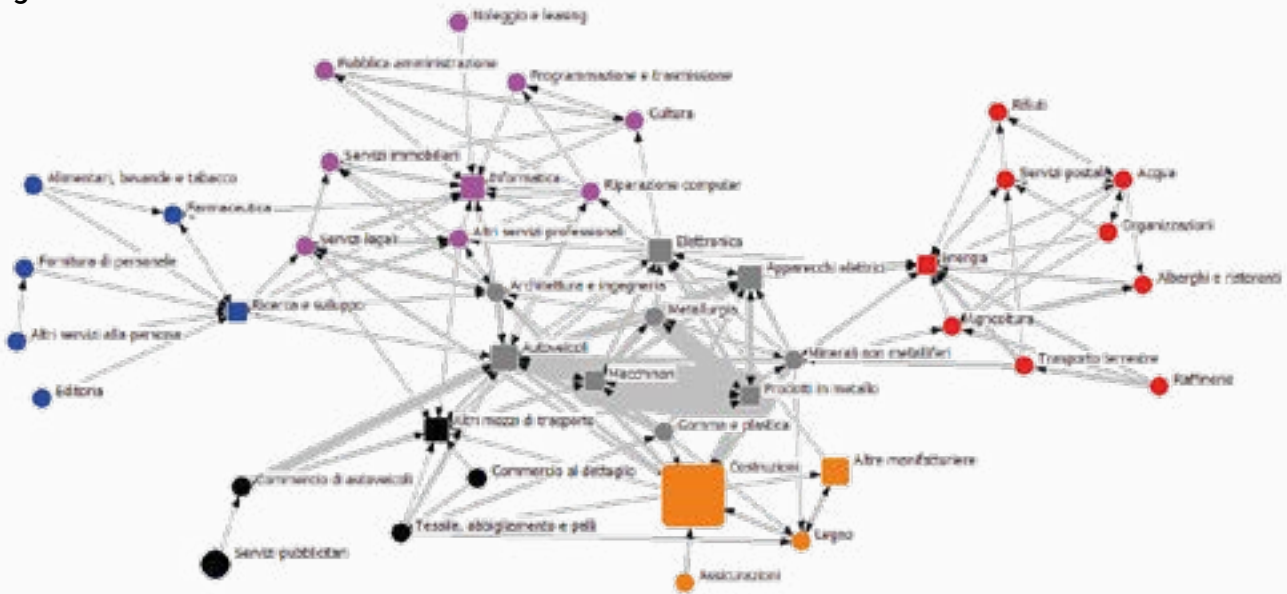 Noleggio e leasing
Pubblica amministrazione
Programmazione e trasmissione
Cultura
Rifiuti
Servizi immobiliari
Informatica
Riparazione computer
Servizi postali
Acqua
Alimentari, bevande e tabacco
Farmaceutica
Servizi legali
Altri servizi professionali
Elettronica
Organizzazioni
Fornitura di personale
Apparecchi elettrici
Energia
Alberghi e ristoranti
Ricerca e sviluppo
Architettura e ingegneria
Metallurgia
Agricoltura
Altri servizi alla persona
Autoveicoli
Macchinari
Minerali non metalliferi
Trasporto terrestre
Raffinerie
Editoria
Prodotti in metallo
Altri mezzi di trasporto
Gomma e plastica
Commercio di autoveicoli
Commercio al dettaglio
Costruzioni
Altre manifatturiere
Tessile, abbigliamento e pelli
Legno
Servizi pubblicitari
Assicurazioni